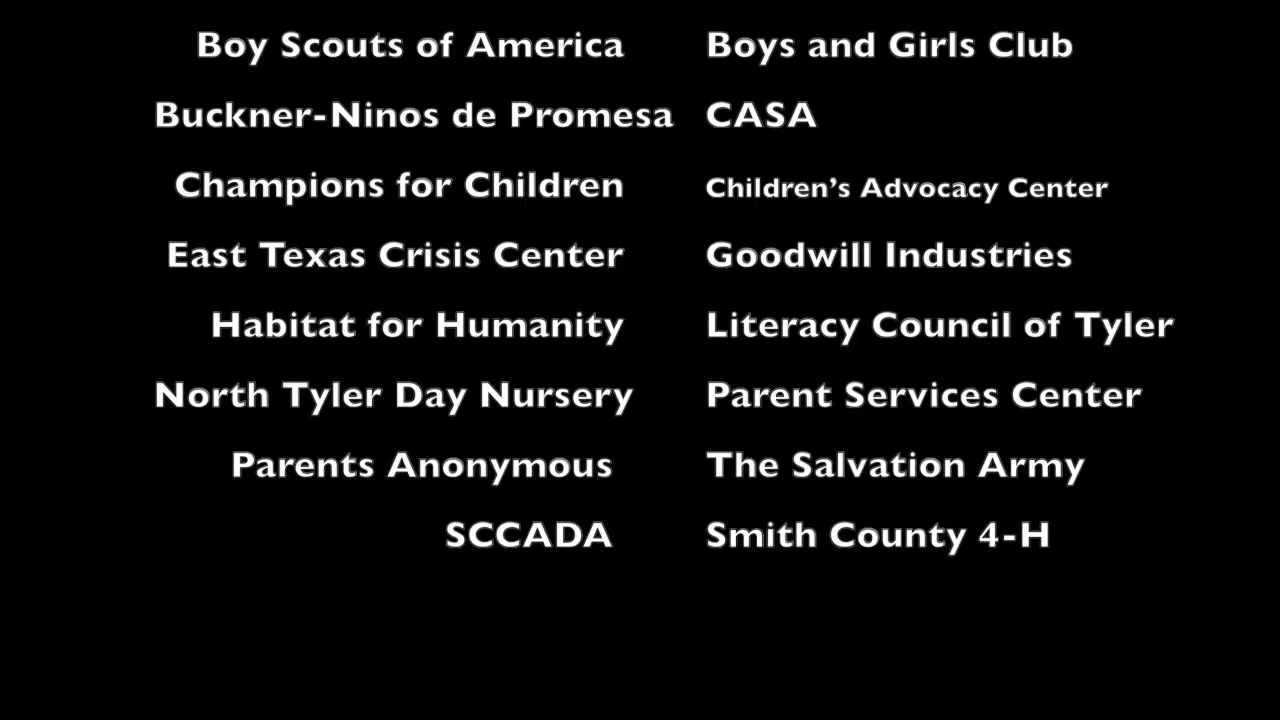 Boy Scouts of America Boys and Girls Club
Buckner-Ninos de Promesa CASA
Champions for Children Children’s Advocacy Center
East Texas Crisis Center Goodwill Industries
Habitat for Humanity Literacy Council of Tyler
North Tyler Day Nursery Parent Services Center
Parents Anonymous The Salvation Army
SCCADA Smith County 4-H